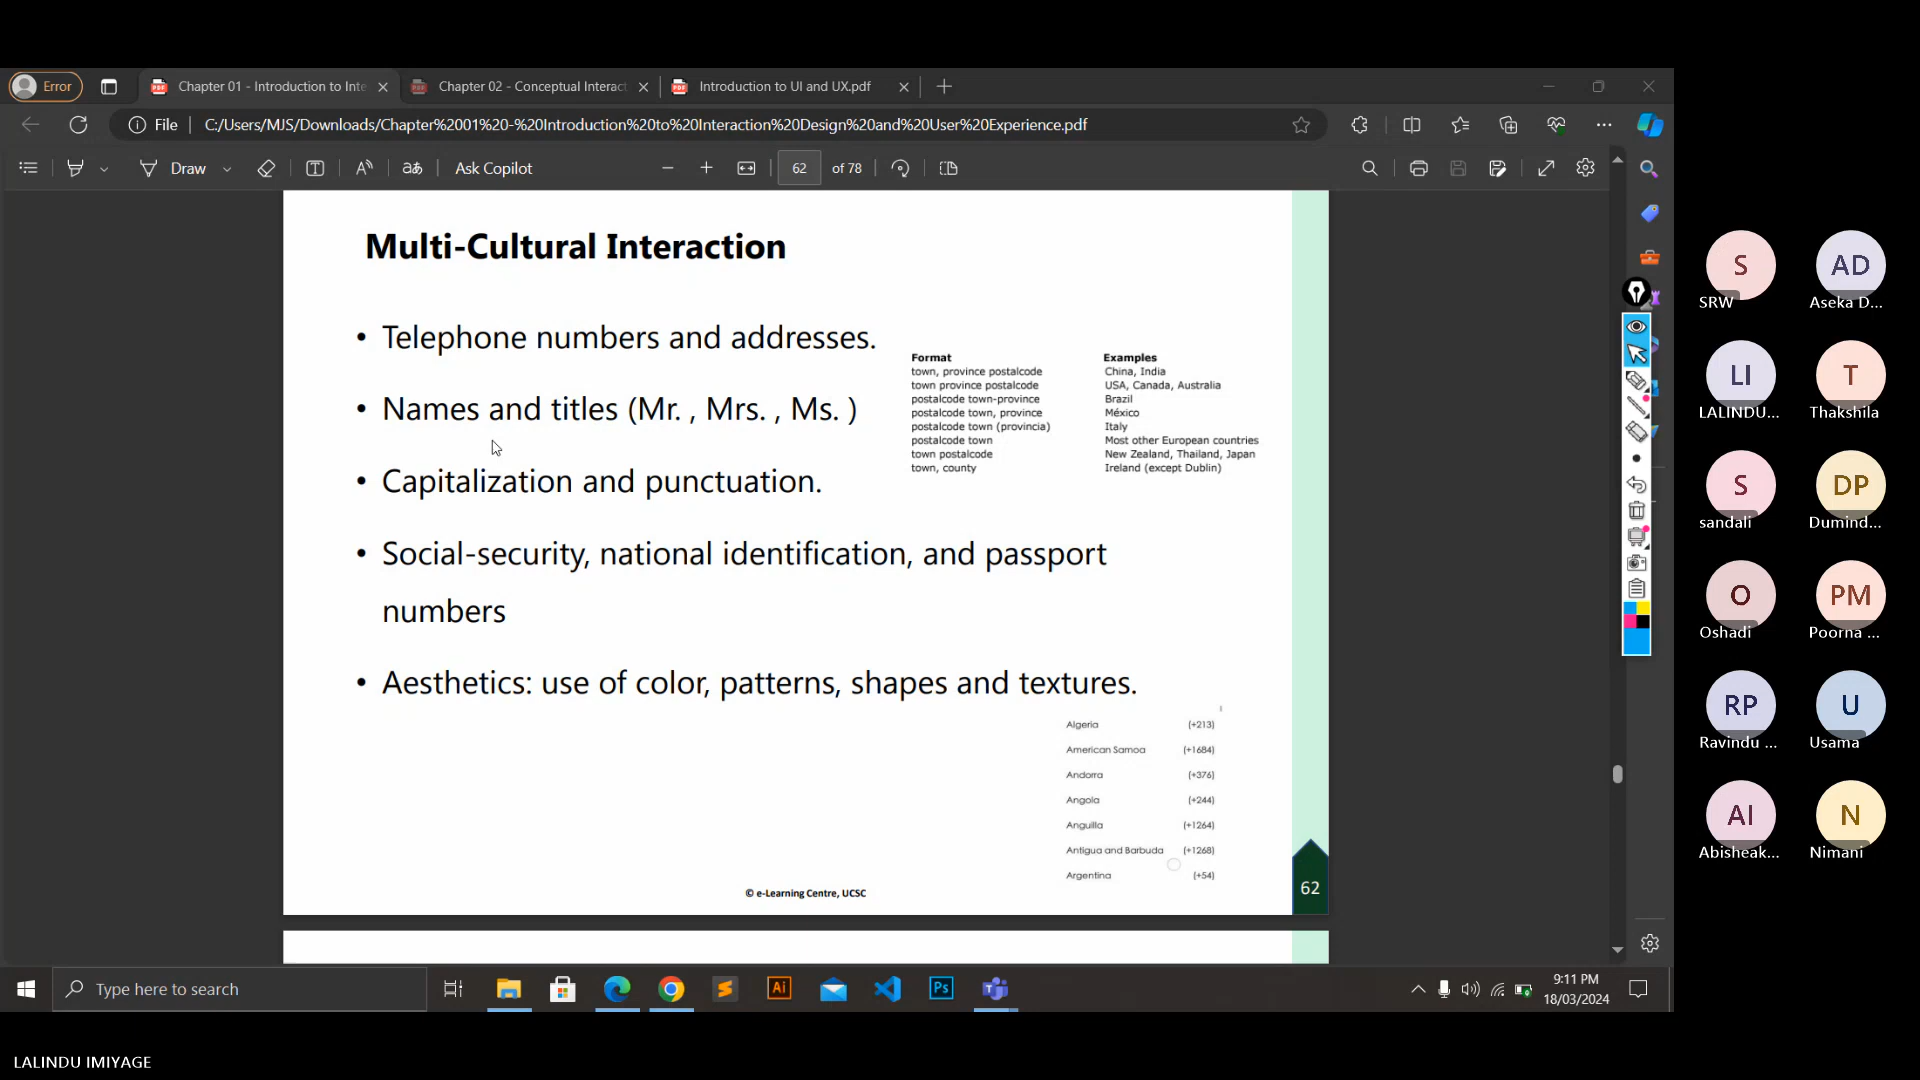 Error
Chapter 01 - Introduction to Inte
Chapter 02 - Conceptual Interact
Introduction to UI and UX.pdf
File
C:/Users/MJS/Downloads/Chapter%2001%20-%20Introduction%20to%20Interaction%20Design%20and%20User%20Experience.pdf
Draw
Ask Copilot
62 of 78
Multi-Cultural Interaction
• Telephone numbers and addresses.
• Names and titles (Mr. , Mrs. , Ms. )
• Capitalization and punctuation.
• Social-security, national identification, and passport
numbers
• Aesthetics: use of color, patterns, shapes and textures.
Format Examples
town, province postalcode China, India
town province postalcode USA, Canada, Australia
postalcode town-province Brazil
postalcode town, province México
postalcode town (provincia) Italy
postalcode town Most other European countries
town postalcode New Zealand, Thailand, Japan
town, county Ireland (except Dublin)
Algeria (+213)
American Samoa (+1684)
Andorra (+376)
Angola (+244)
Anguilla (+1264)
Antigua and Barbuda (+1268)
Argentina (+54)
© e-Learning Centre, UCSC
62
S
SRW
AD
Aseka D...
LI
LALINDU...
T
Thakshila
S
sandali
DP
Dumind...
O
Oshadi
PM
Poorna ...
RP
Ravindu ...
U
Usama
AI
Abisheak...
N
Nimani
Type here to search
Ai
Ps
9:11 PM
18/03/2024
LALINDU IMIYAGE